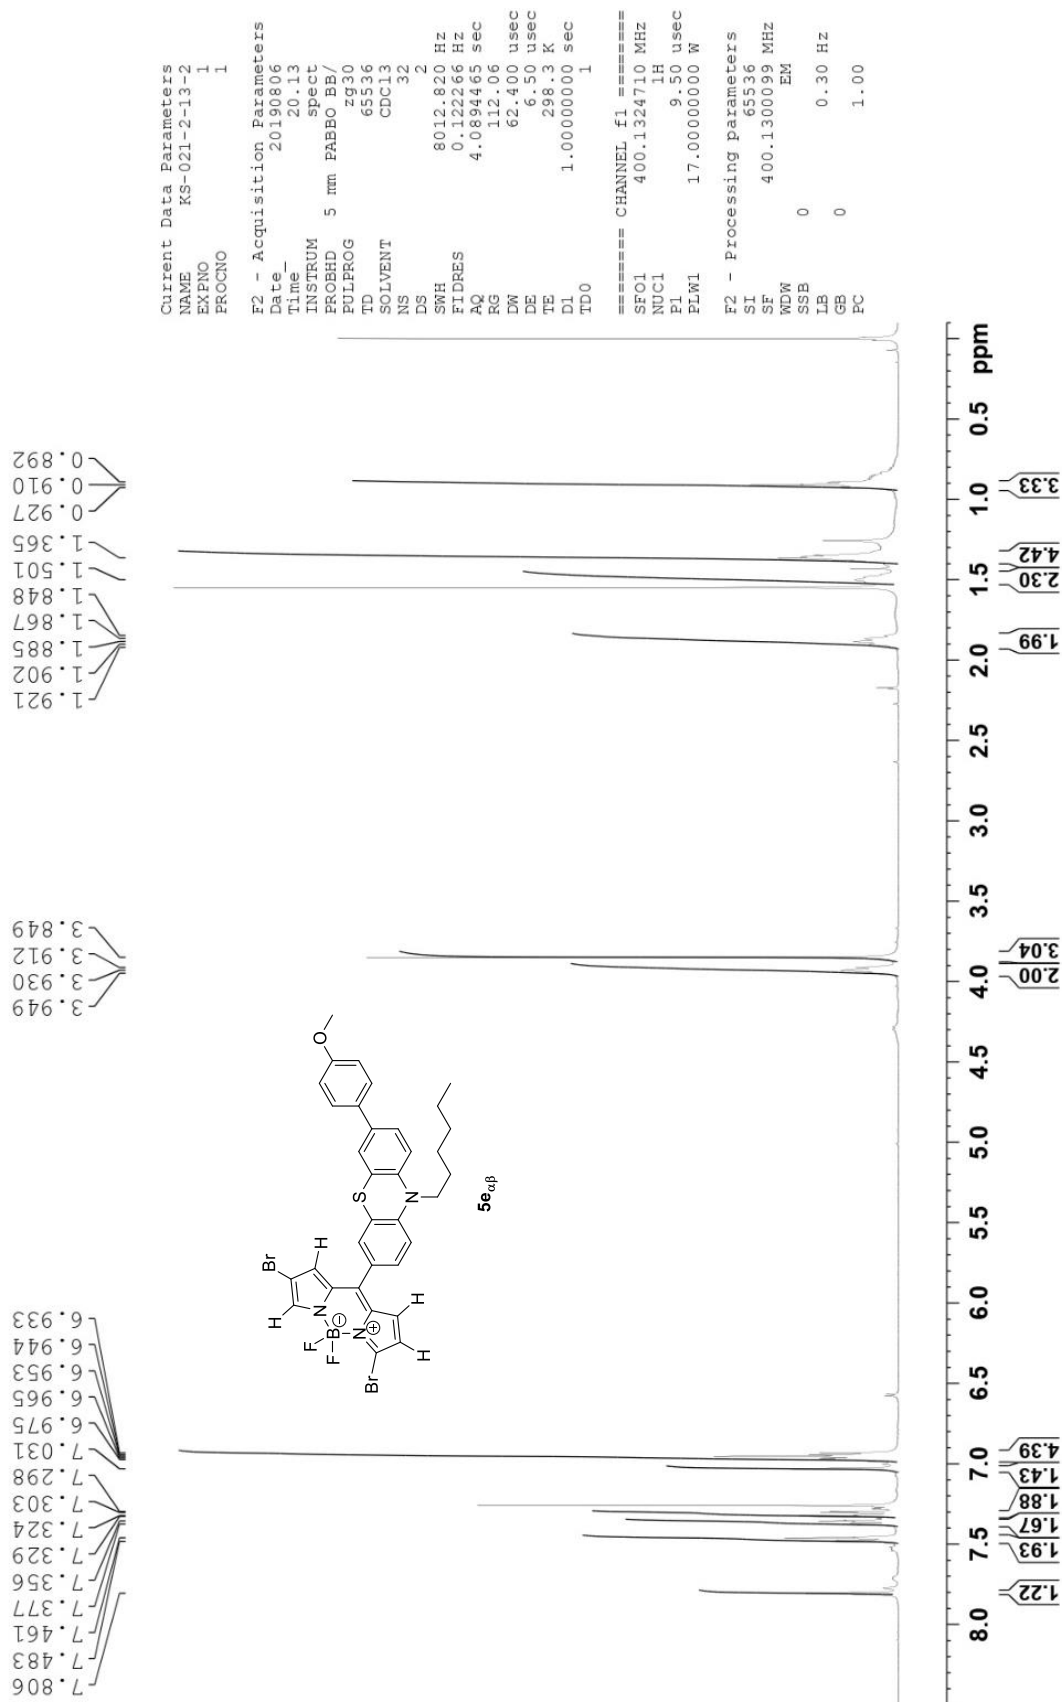 Current Data Parameters
NAME KS-021-2-13-2
EXPNO 1
PROCNO 1
F2 - Acquisition Parameters
Date_ 20190806
Time 20.13
INSTRUM spect
PROBHD 5 mm PABBO BB/
PULPROG zg30
TD 65536
SOLVENT CDCl3
NS 32
DS 2
SWH 8012.820 Hz
FIDRES 0.122266 Hz
AQ 4.0894465 sec
RG 112.06
DW 62.400 usec
DE 6.50 usec
TE 298.3 K
D1 1.00000000 sec
TD0 1
======== CHANNEL f1 ========
SFO1 400.1324710 MHz
NUC1 1H
P1 9.50 usec
PLW1 17.00000000 W
F2 - Processing parameters
SI 65536
SF 400.1300099 MHz
WDW EM
SSB 0
LB 0.30 Hz
GB 0
PC 1.00
7.806
7.483
7.461
7.377
7.356
7.329
7.324
7.303
7.298
7.031
6.975
6.965
6.953
6.944
6.933
3.949
3.930
3.912
3.849
1.921
1.902
1.885
1.867
1.848
1.501
1.365
0.927
0.910
0.892
Br
H
H
N
F
B⊖
F
N⊕
Br
H
H
S
N
O
5eαβ
8.0 7.5 7.0 6.5 6.0 5.5 5.0 4.5 4.0 3.5 3.0 2.5 2.0 1.5 1.0 0.5 ppm
1.22
1.93
1.67
1.88
1.43
4.39
2.00
3.04
1.99
2.30
4.42
3.33